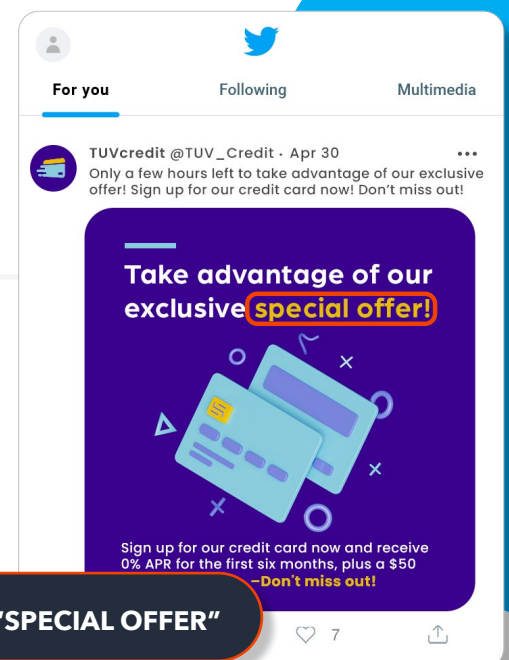 For you Following Multimedia
TUVcredit @TUV_Credit · Apr 30
Only a few hours left to take advantage of our exclusive
offer! Sign up for our credit card now! Don’t miss out!
Take advantage of our
exclusive special offer!
Sign up for our credit card now and receive
0% APR for the first six months, plus a $50
–Don't miss out!
"SPECIAL OFFER"
7